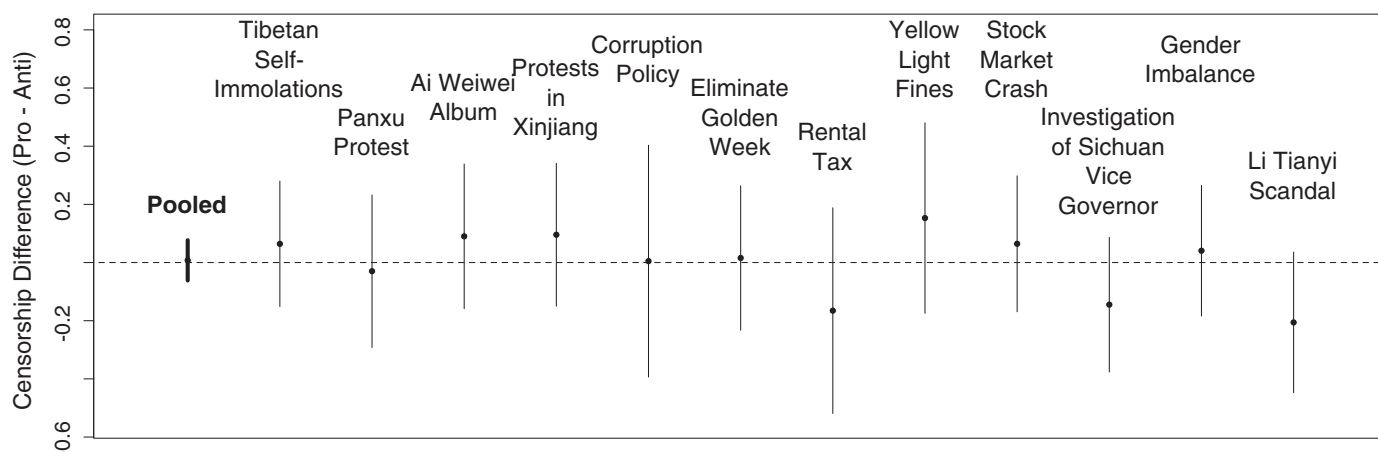 Censorship Difference (Pro - Anti)
0.8
0.6
0.4
0.2
-0.2
0.6
Pooled
Tibetan
Self-
Immolations
Panxu
Protest
Ai Weiwei
Album
Protests
in
Xinjiang
Corruption
Policy
Eliminate
Golden
Week
Rental
Tax
Yellow
Light
Fines
Stock
Market
Crash
Investigation
of Sichuan
Vice
Governor
Gender
Imbalance
Li Tianyi
Scandal